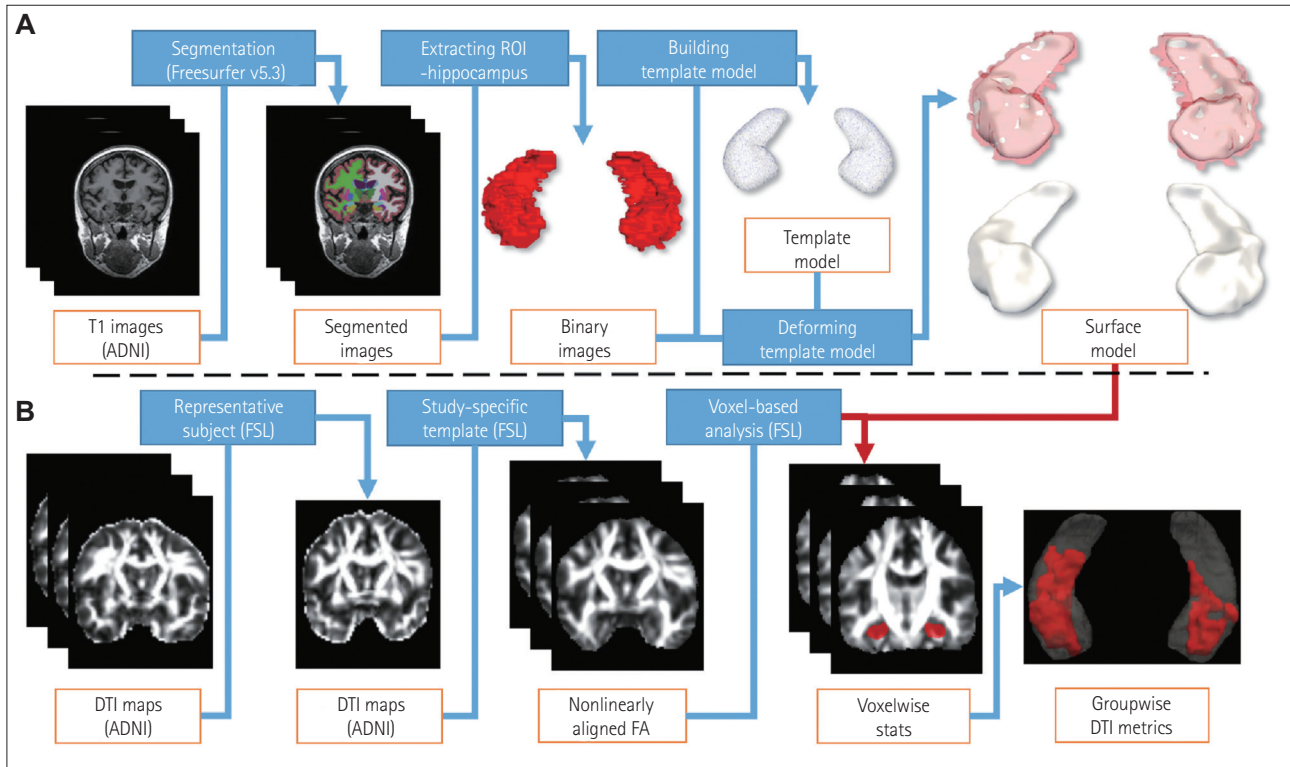 A
Segmentation
(Freesurfer v5.3)
Extracting ROI
-hippocampus
Building
template model
Template
model
T1 images
(ADNI)
Segmented
images
Binary
images
Deforming
template model
Surface
model
B
Representative
subject (FSL)
Study-specific
template (FSL)
Voxel-based
analysis (FSL)
DTI maps
(ADNI)
DTI maps
(ADNI)
Nonlinearly
aligned FA
Voxelwise
stats
Groupwise
DTI metrics